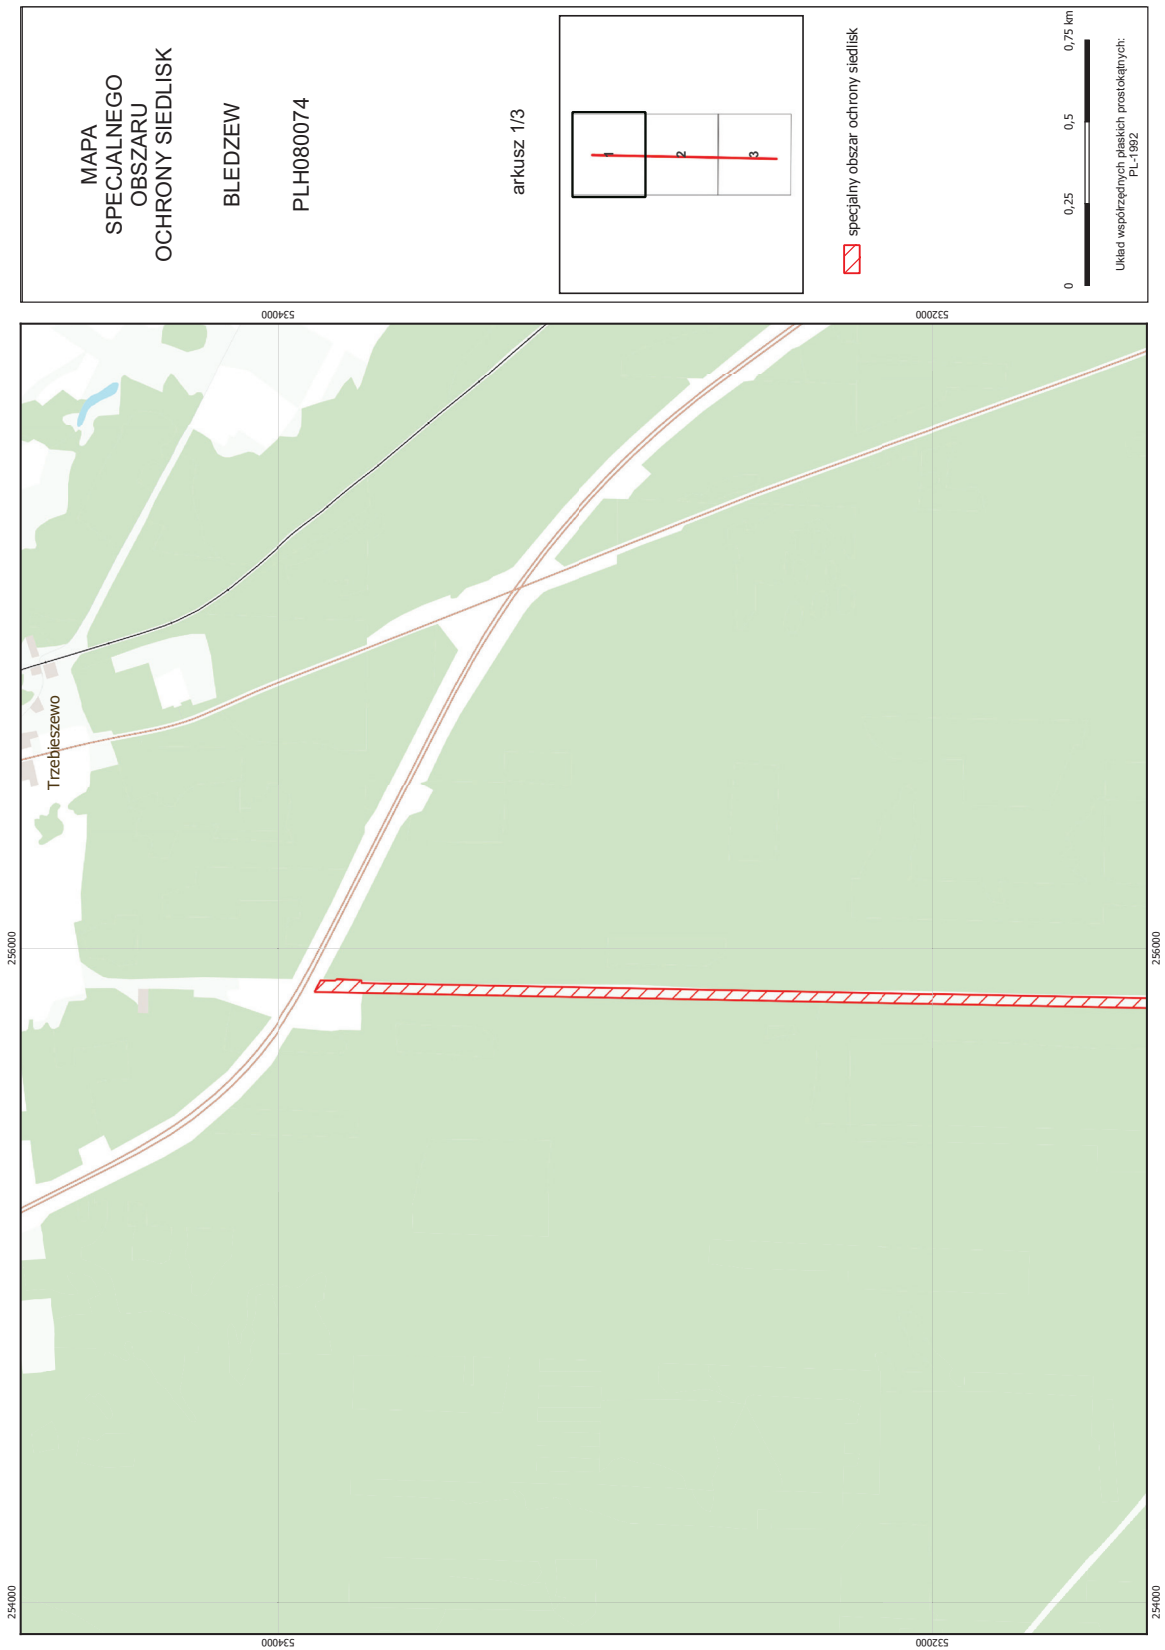 MAPA
SPECJALNEGO
OBSZARU
OCHRONY SIEDLISK
BLEDZEW
PLH080074
arkusz 1/3
1
2
3
specjalny obszar ochrony siedlisk
0 0,25 0,5 0,75 km
Układ współrzędnych płaskich prostokątnych:
PL-1992
254000 256000
534000
534000
Trzebieszewo
532000
532000
254000 256000